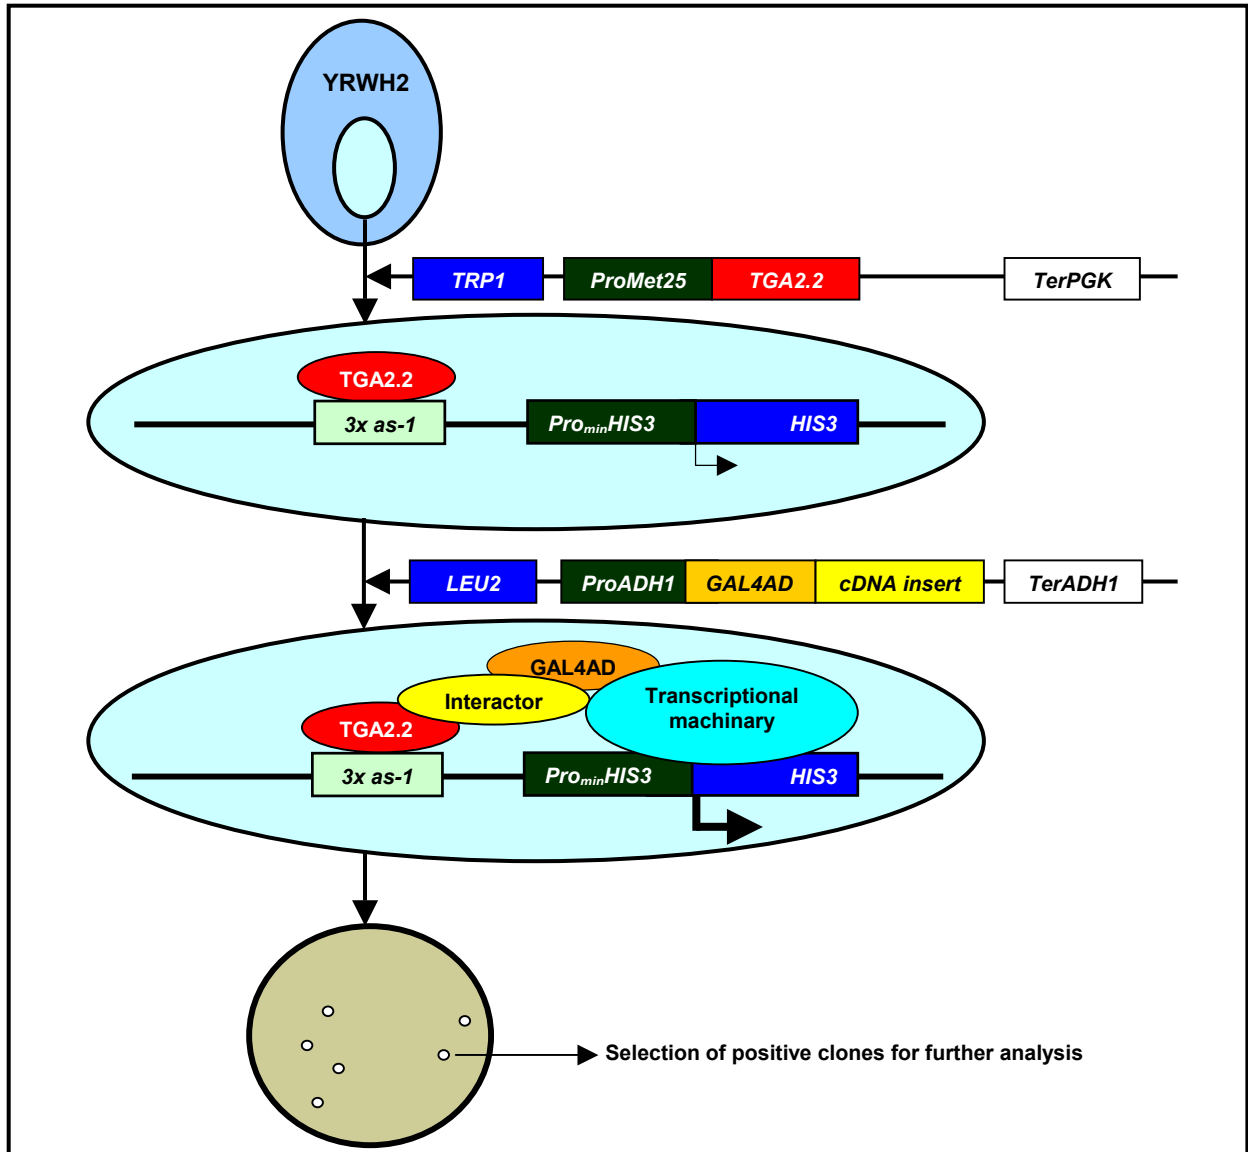 YRWH2
TRP1 ProMet25 TGA2.2 TerPGK
TGA2.2
3x as-1 ProminHIS3 HIS3
LEU2 ProADH1 GAL4AD cDNA insert TerADH1
GAL4AD
Interactor
Transcriptional
machinary
TGA2.2
3x as-1 ProminHIS3 HIS3
Selection of positive clones for further analysis